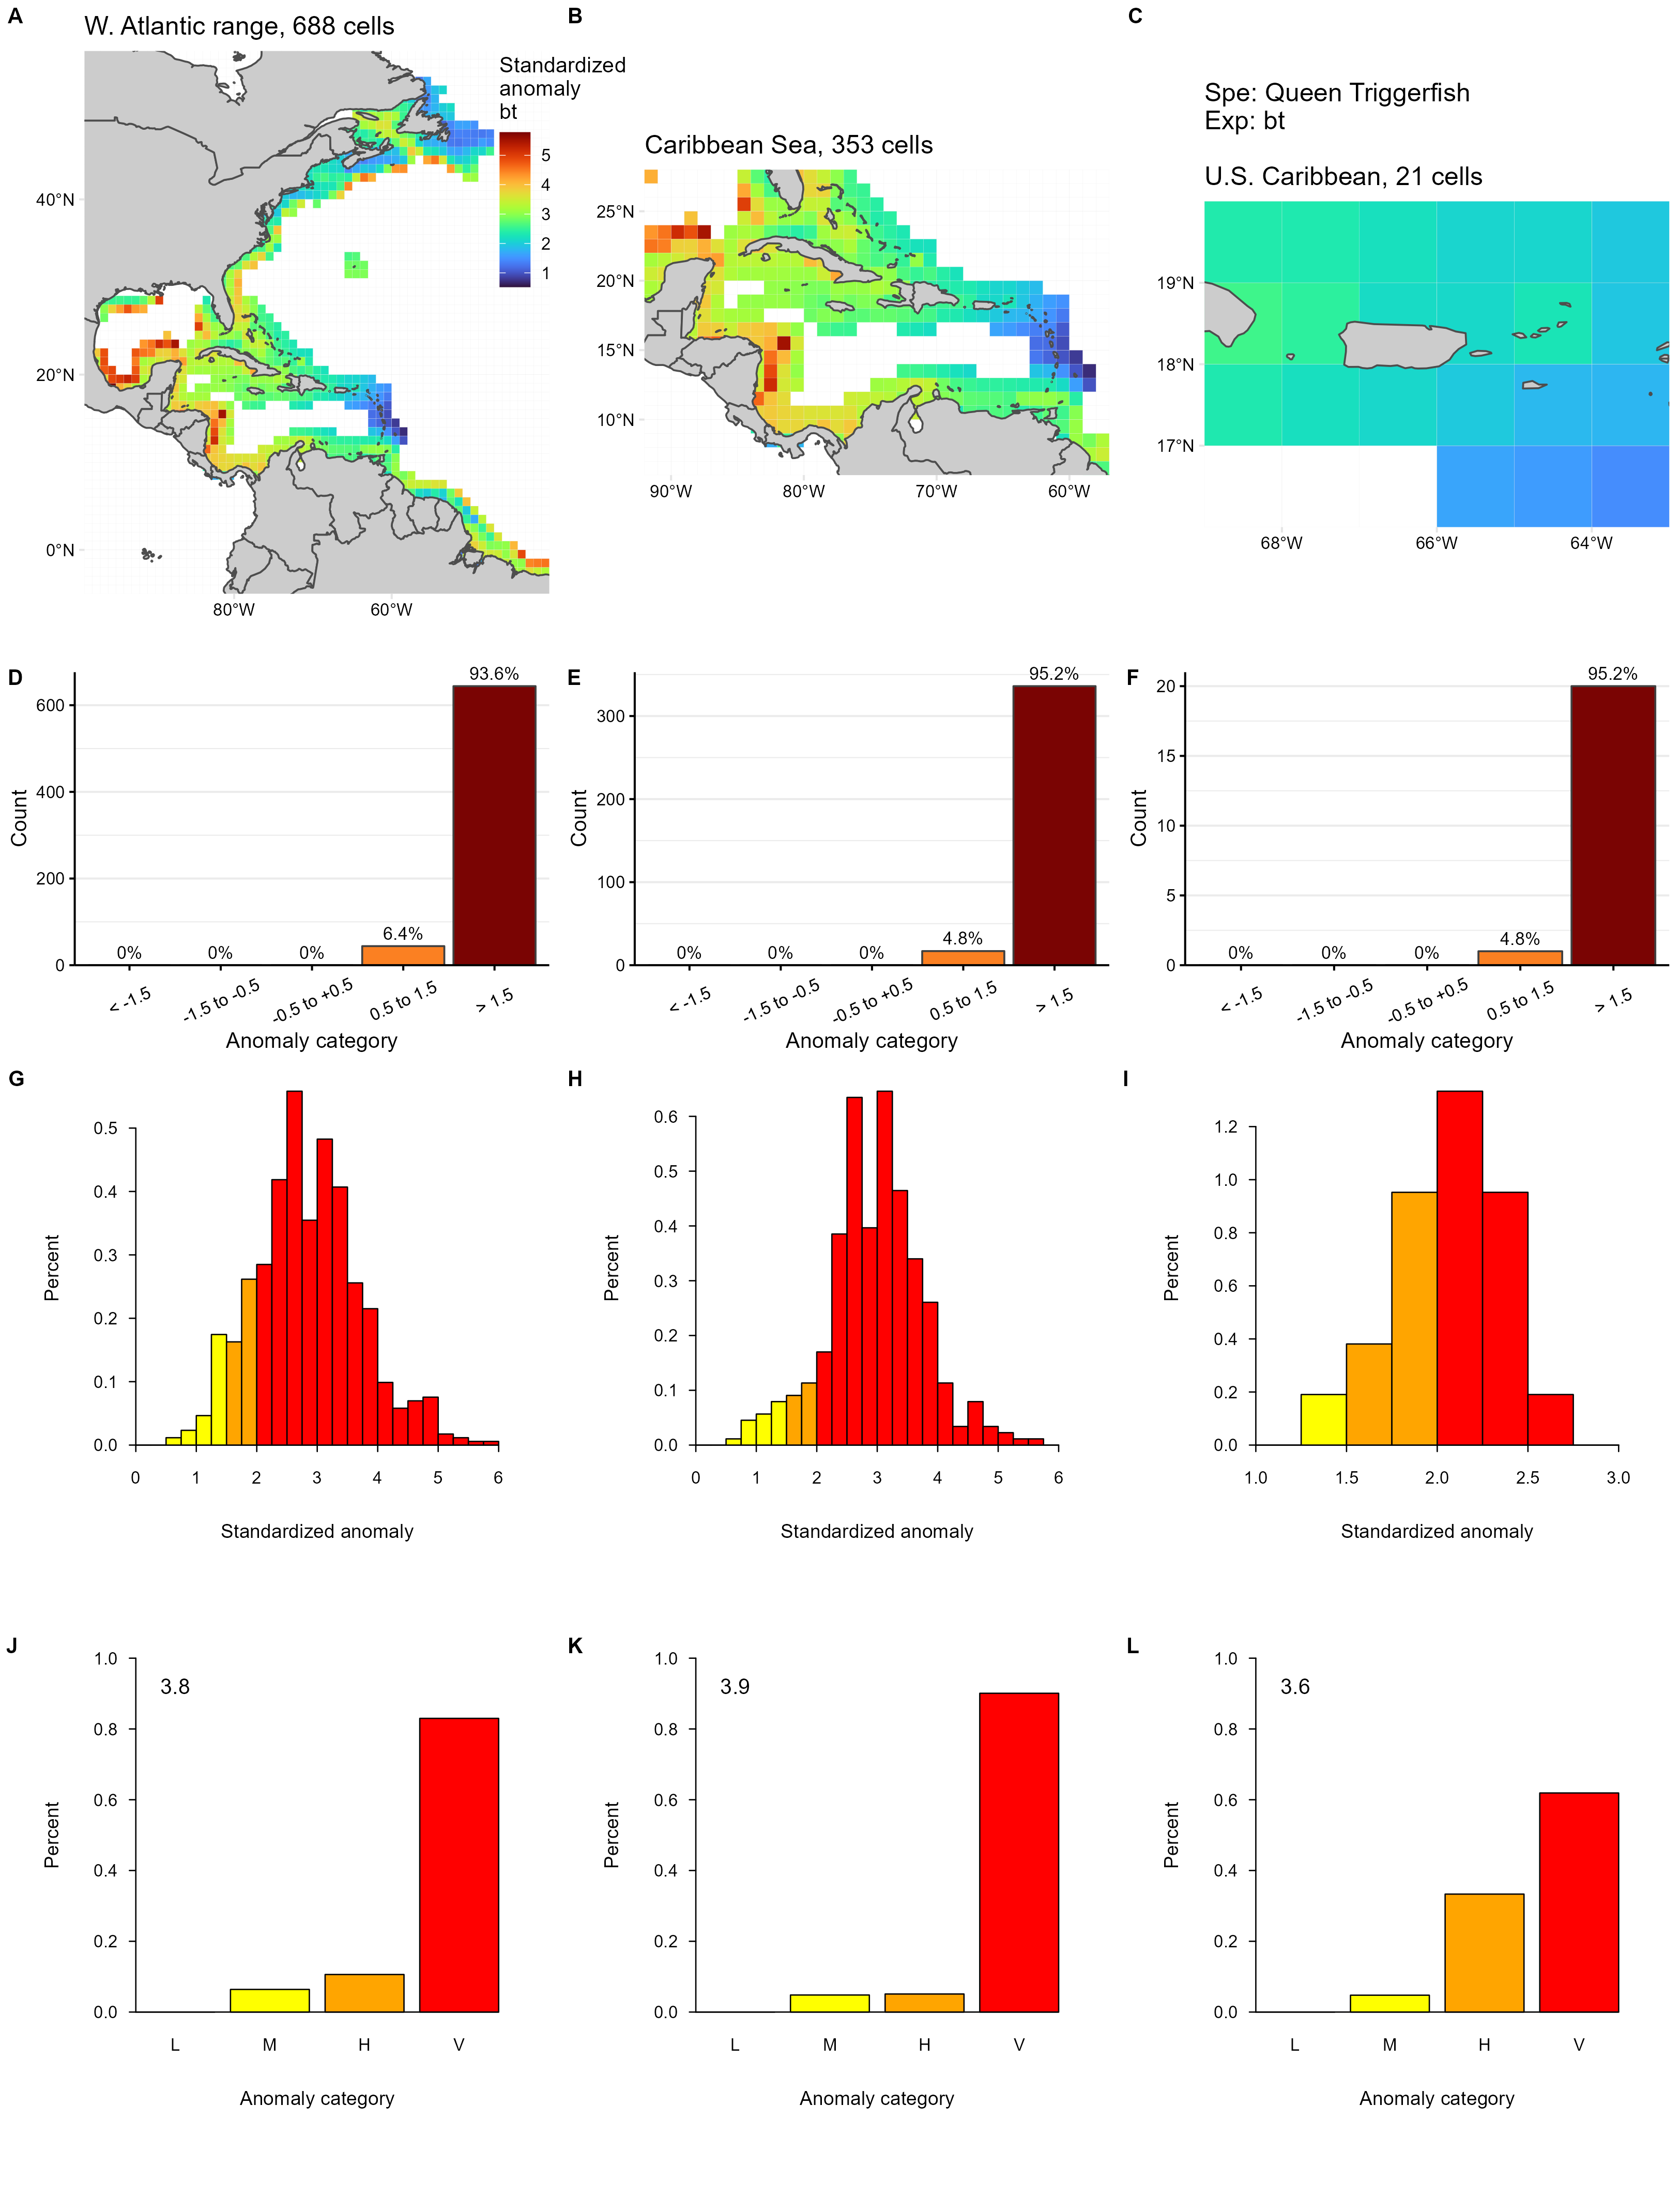 A
W. Atlantic range, 688 cells
Standardized
anomaly
bt
5
4
3
2
1
40°N
20°N
0°N
80°W
60°W
B
Caribbean Sea, 353 cells
25°N
20°N
15°N
10°N
90°W
80°W
70°W
60°W
C
Spe: Queen Triggerfish
Exp: bt
U.S. Caribbean, 21 cells
19°N
18°N
17°N
68°W
66°W
64°W
D
Count
600
400
200
0
0%
0%
0%
6.4%
93.6%
< -1.5
-1.5 to -0.5
-0.5 to +0.5
0.5 to 1.5
> 1.5
Anomaly category
E
Count
300
200
100
0
0%
0%
0%
4.8%
95.2%
< -1.5
-1.5 to -0.5
-0.5 to +0.5
0.5 to 1.5
> 1.5
Anomaly category
F
Count
20
15
10
5
0
0%
0%
0%
4.8%
95.2%
< -1.5
-1.5 to -0.5
-0.5 to +0.5
0.5 to 1.5
> 1.5
Anomaly category
G
Percent
0.5
0.4
0.3
0.2
0.1
0.0
0
1
2
3
4
5
6
Standardized anomaly
H
Percent
0.6
0.5
0.4
0.3
0.2
0.1
0.0
0
1
2
3
4
5
6
Standardized anomaly
I
Percent
1.2
1.0
0.8
0.6
0.4
0.2
0.0
1.0
1.5
2.0
2.5
3.0
Standardized anomaly
J
Percent
1.0
0.8
0.6
0.4
0.2
0.0
3.8
L
M
H
V
Anomaly category
K
Percent
1.0
0.8
0.6
0.4
0.2
0.0
3.9
L
M
H
V
Anomaly category
L
Percent
1.0
0.8
0.6
0.4
0.2
0.0
3.6
L
M
H
V
Anomaly category